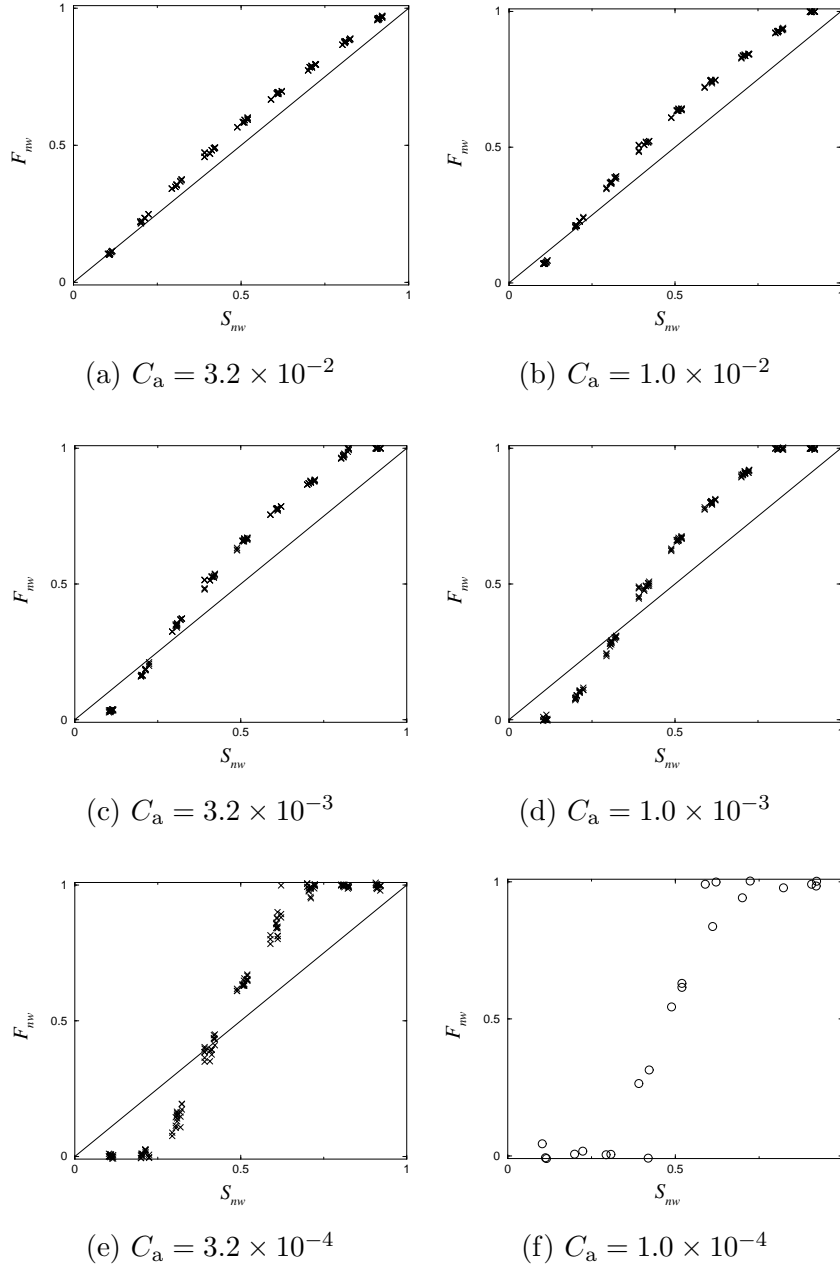 1
0.5
0
F_nw
0 0.5 1
S_nw
(a) C_a = 3.2 × 10^{-2}
1
0.5
0
F_nw
0 0.5 1
S_nw
(b) C_a = 1.0 × 10^{-2}
1
0.5
0
F_nw
0 0.5 1
S_nw
(c) C_a = 3.2 × 10^{-3}
1
0.5
0
F_nw
0 0.5 1
S_nw
(d) C_a = 1.0 × 10^{-3}
1
0.5
0
F_nw
0 0.5 1
S_nw
(e) C_a = 3.2 × 10^{-4}
1
0.5
0
F_nw
0 0.5 1
S_nw
(f) C_a = 1.0 × 10^{-4}